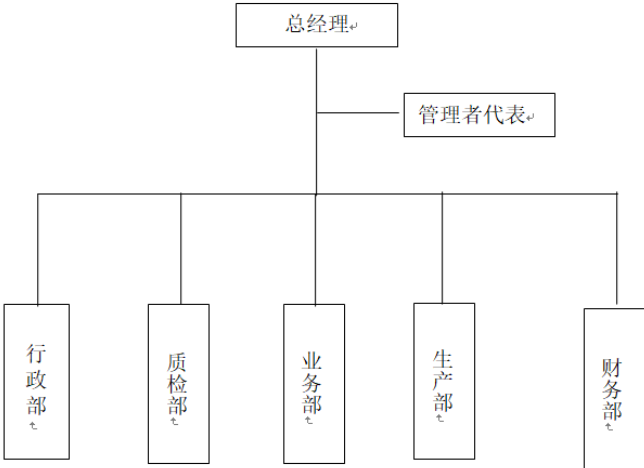 总经理
管理者代表
行政部
质检部
业务部
生产部
财务部